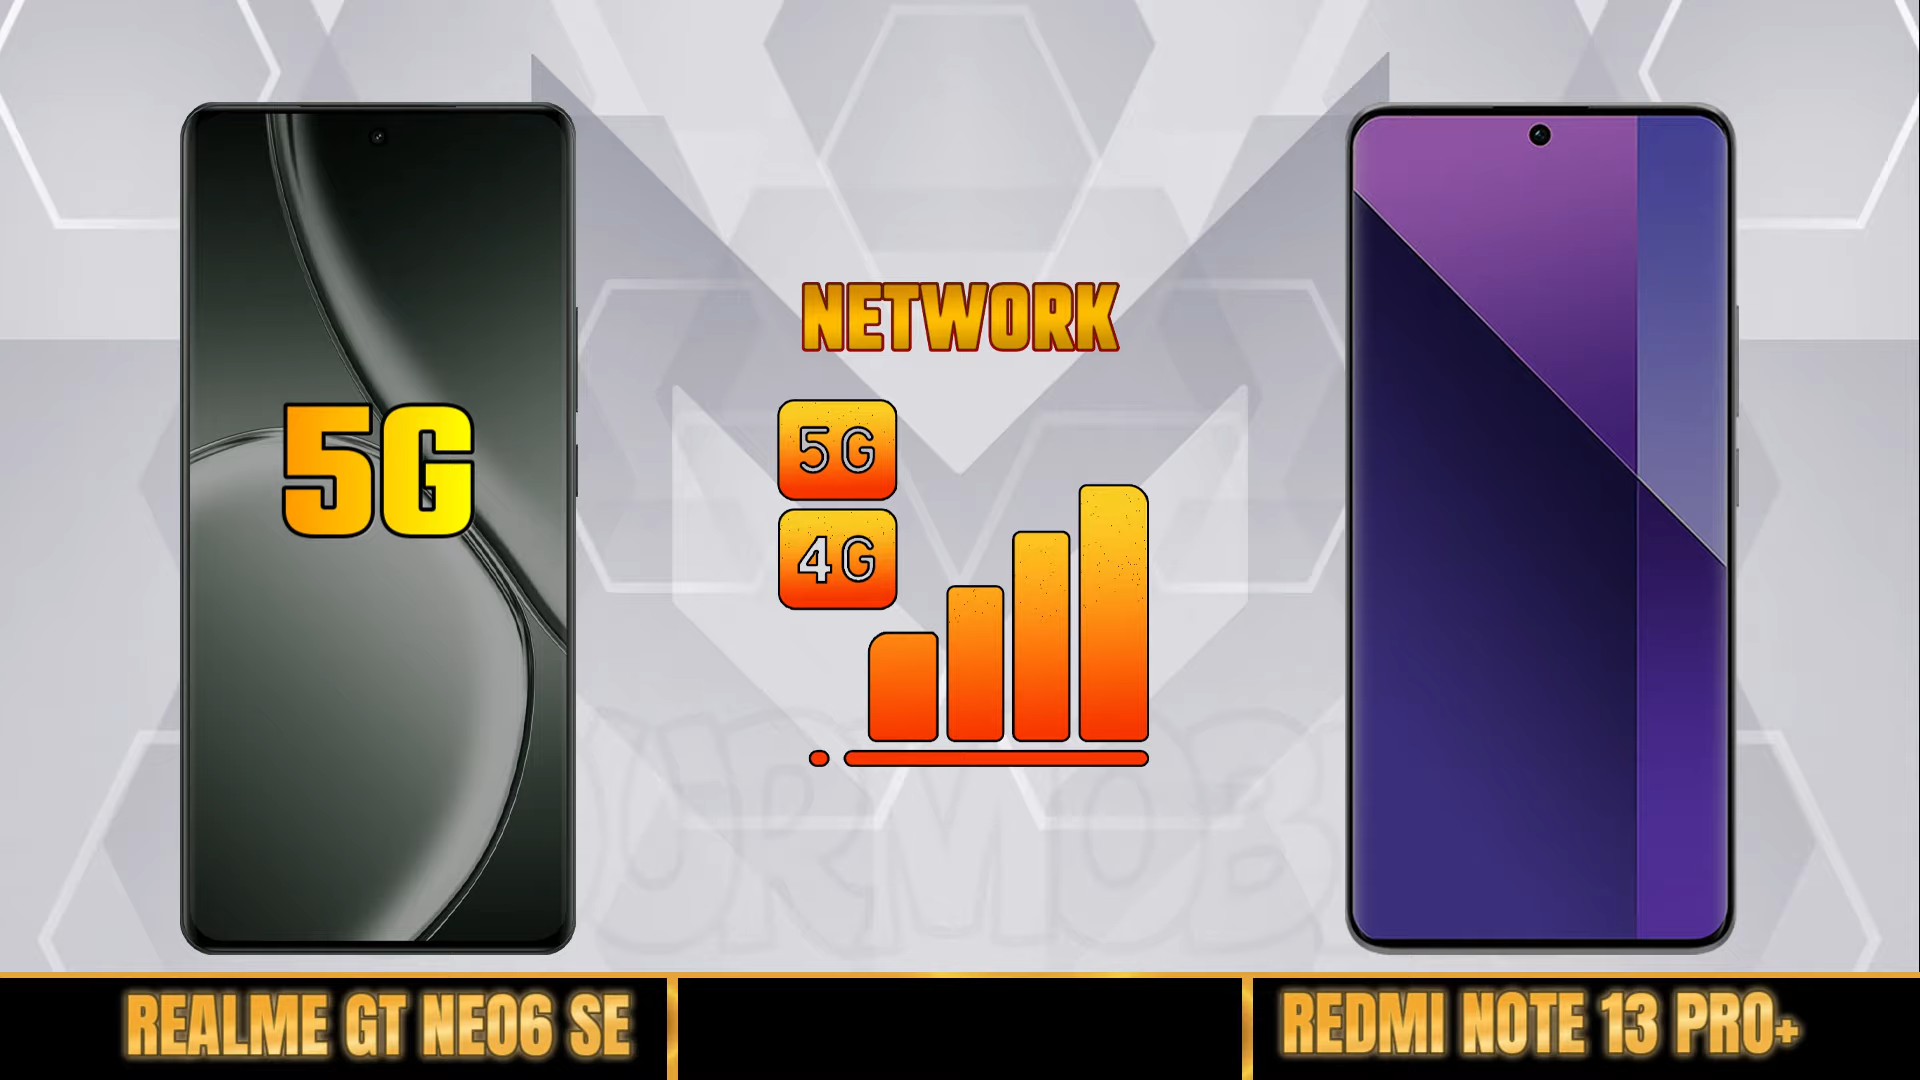 NETWORK
5G
5G
4G
REALME GT NEO6 SE
REDMI NOTE 13 PRO+